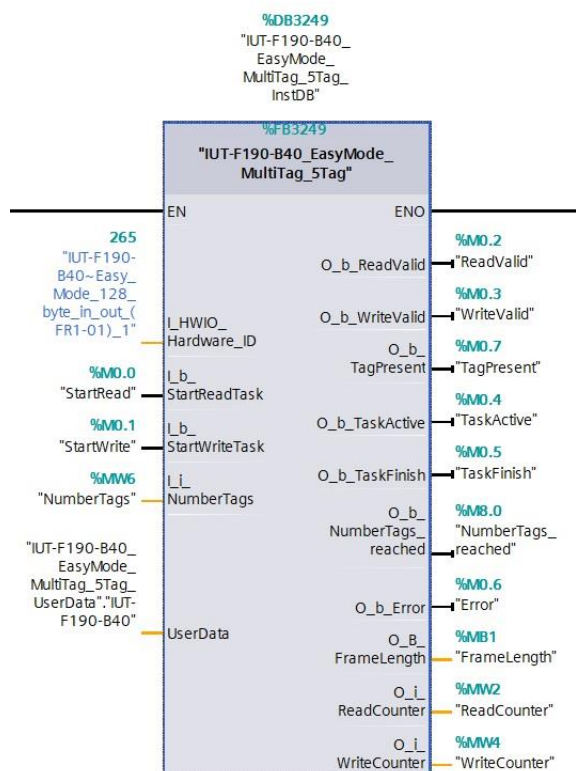 %DB3249
"IUT-F190-B40_
EasyMode_
MultiTag_5Tag_
InstDB"
%FB3249
"IUT-F190-B40_EasyMode_
MultiTag_5Tag"
EN
ENO
265
"IUT-F190-
B40~Easy_
Mode_128_
byte_in_out_(
FR1-01)_1"
I_HWIO_
Hardware_ID
%M0.0
"StartRead"
I_b_
StartReadTask
%M0.1
"StartWrite"
I_b_
StartWriteTask
%MW6
"NumberTags"
I_i_
NumberTags
"IUT-F190-B40_
EasyMode_
MultiTag_5Tag_
UserData"."IUT-
F190-B40"
UserData
O_b_ReadValid
%M0.2
"ReadValid"
O_b_WriteValid
%M0.3
"WriteValid"
O_b_
TagPresent
%M0.7
"TagPresent"
O_b_TaskActive
%M0.4
"TaskActive"
O_b_TaskFinish
%M0.5
"TaskFinish"
O_b_
NumberTags_
reached
%M8.0
"NumberTags_
reached"
O_b_Error
%M0.6
"Error"
O_B_
FrameLength
%MB1
"FrameLength"
O_i_
ReadCounter
%MW2
"ReadCounter"
O_i_
WriteCounter
%MW4
"WriteCounter"